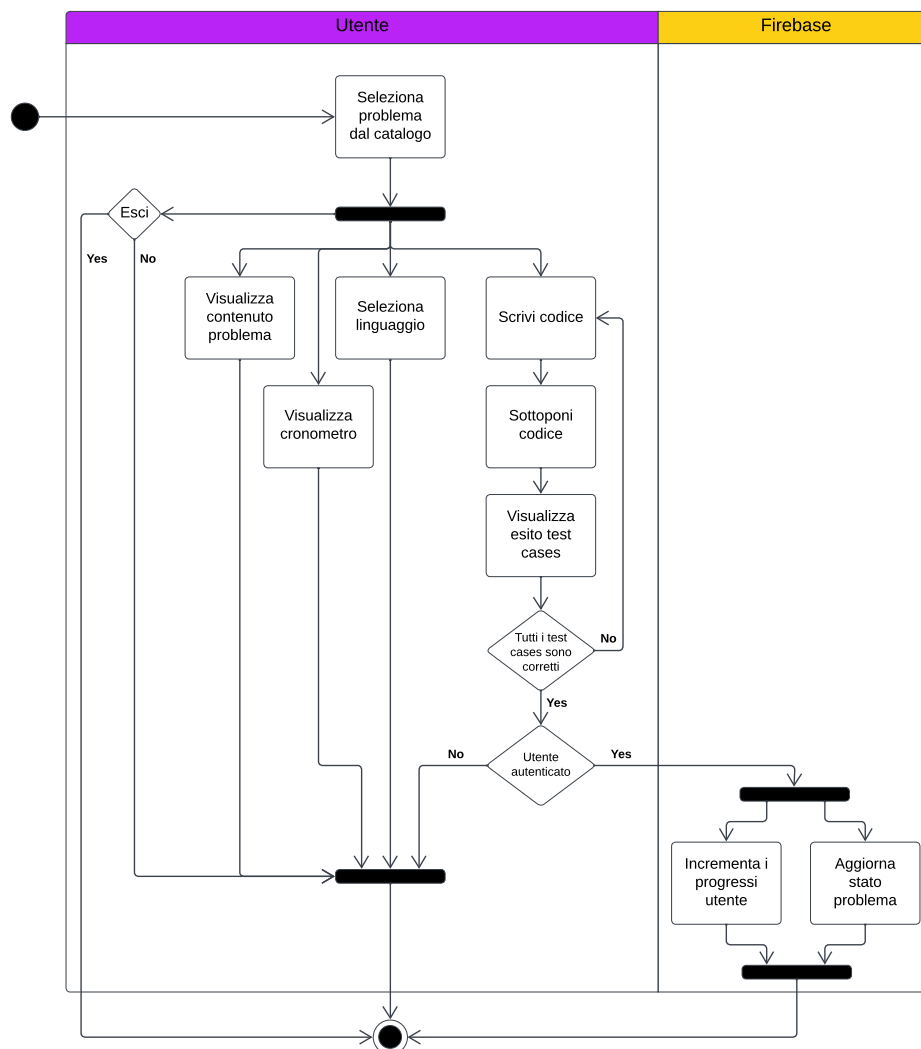 Utente
Firebase
Seleziona
problema
dal catalogo
Esci
Yes
No
Visualizza
contenuto
problema
Seleziona
linguaggio
Scrivi codice
Visualizza
cronometro
Sottoponi
codice
Visualizza
esito test
cases
Tutti i test
cases sono
corretti
No
Yes
Utente
autenticato
No
Yes
Incrementa i
progressi
utente
Aggiorna
stato
problema